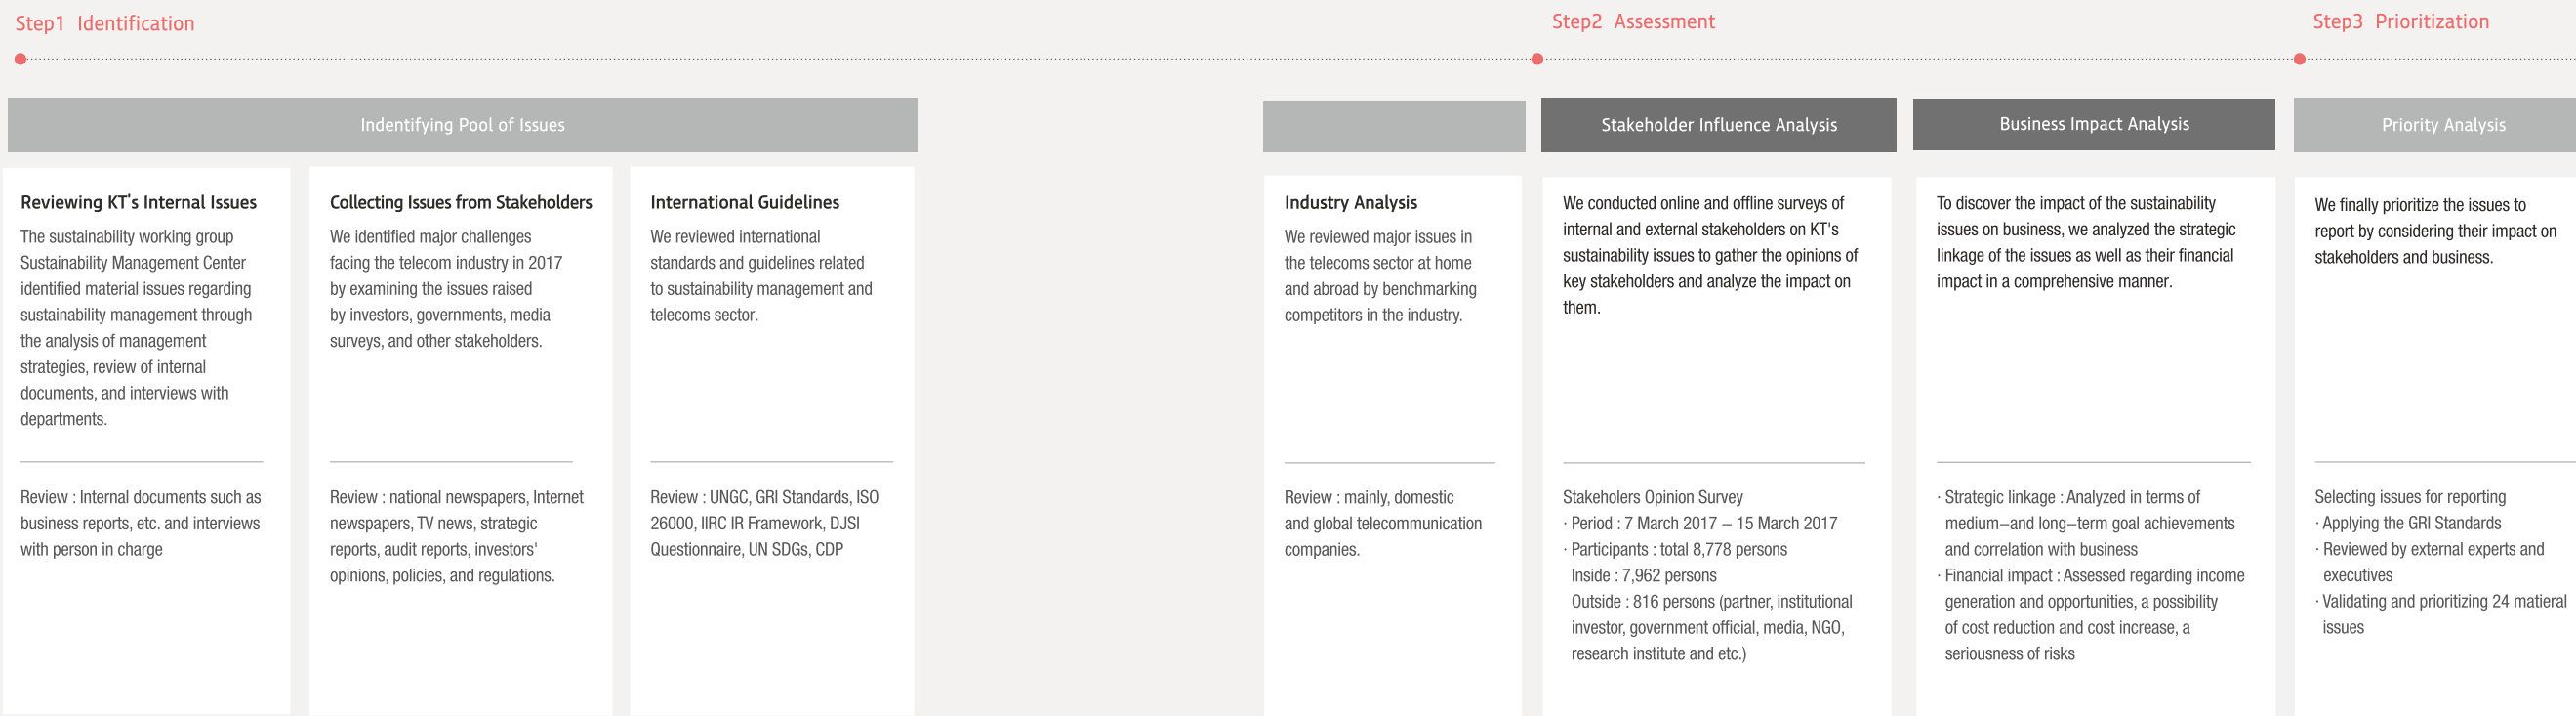 Step1 Identification
Step2 Assessment
Step3 Prioritization
Indentifying Pool of Issues
Stakeholder Influence Analysis
Business Impact Analysis
Priority Analysis
Reviewing KT's Internal Issues
The sustainability working group
Sustainability Management Center
identified material issues regarding
sustainability management through
the analysis of management
strategies, review of internal
documents, and interviews with
departments.
Review : Internal documents such as
business reports, etc. and interviews
with person in charge
Collecting Issues from Stakeholders
We identified major challenges
facing the telecom industry in 2017
by examining the issues raised
by investors, governments, media
surveys, and other stakeholders.
Review : national newspapers, Internet
newspapers, TV news, strategic
reports, audit reports, investors'
opinions, policies, and regulations.
International Guidelines
We reviewed international
standards and guidelines related
to sustainability management and
telecoms sector.
Review : UNGC, GRI Standards, ISO
26000, IIRC IR Framework, DJSI
Questionnaire, UN SDGs, CDP
Industry Analysis
We reviewed major issues in
the telecoms sector at home
and abroad by benchmarking
competitors in the industry.
Review : mainly, domestic
and global telecommunication
companies.
We conducted online and offline surveys of
internal and external stakeholders on KT's
sustainability issues to gather the opinions of
key stakeholders and analyze the impact on
them.
Stakeholers Opinion Survey
· Period : 7 March 2017 – 15 March 2017
· Participants : total 8,778 persons
Inside : 7,962 persons
Outside : 816 persons (partner, institutional
investor, government official, media, NGO,
research institute and etc.)
To discover the impact of the sustainability
issues on business, we analyzed the strategic
linkage of the issues as well as their financial
impact in a comprehensive manner.
· Strategic linkage : Analyzed in terms of
medium–and long–term goal achievements
and correlation with business
· Financial impact : Assessed regarding income
generation and opportunities, a possibility
of cost reduction and cost increase, a
seriousness of risks
We finally prioritize the issues to
report by considering their impact on
stakeholders and business.
Selecting issues for reporting
· Applying the GRI Standards
· Reviewed by external experts and
executives
· Validating and prioritizing 24 matieral
issues